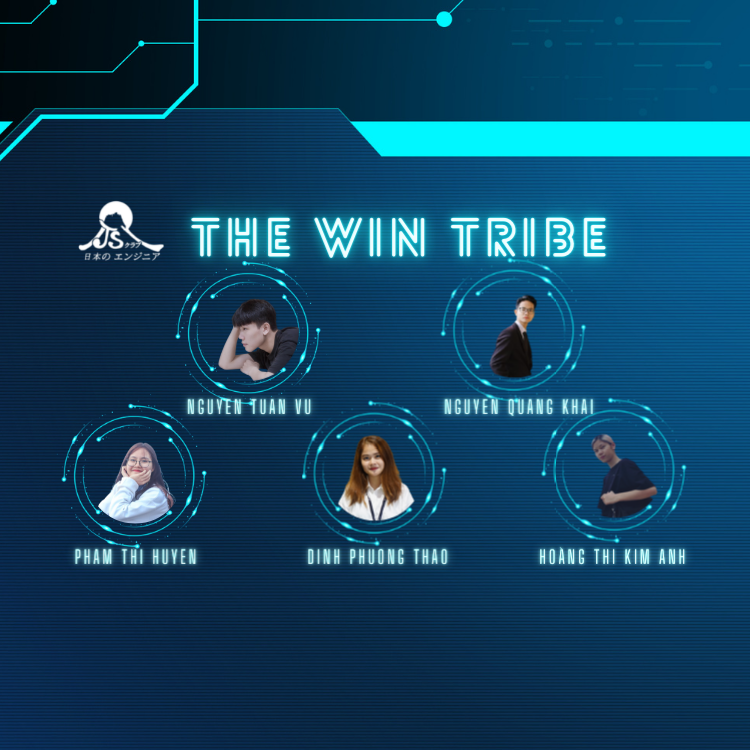 JS クラブ
日本の エンジニア
THE WIN TRIBE
NGUYEN TUAN VU
NGUYEN QUANG KHAI
PHAM THI HUYEN
DINH PHUONG THAO
HOÀNG THI KIM ANH